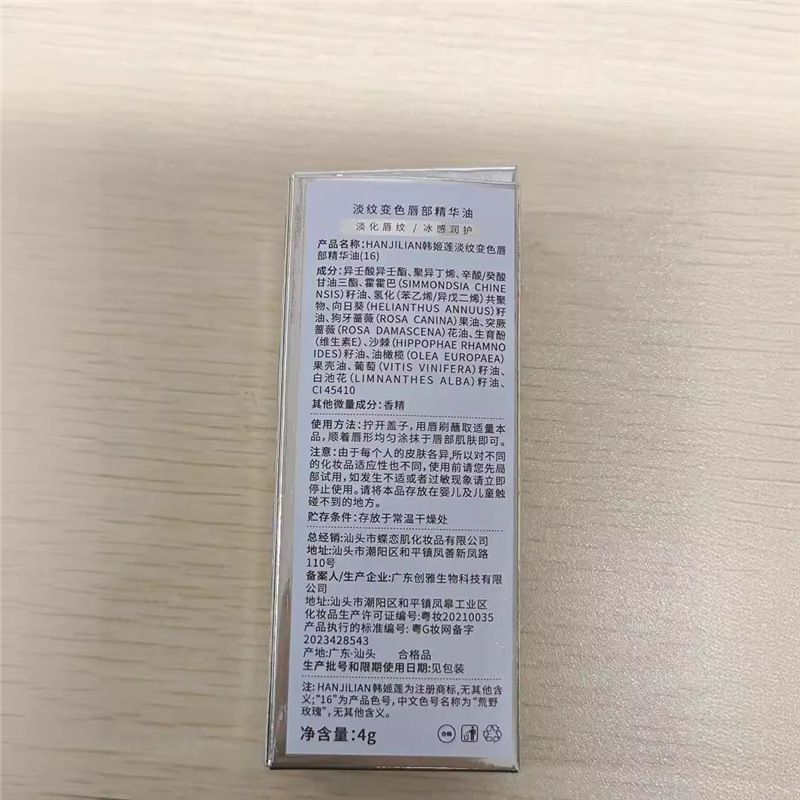 淡纹变色唇部精华油
淡化唇纹 / 冰感润护
产品名称:HANJILIAN韩姬莲淡纹变色唇
部精华油(16)
成分:异壬酸异壬酯、聚异丁烯、辛酸/癸酸
甘油三酯、霍霍巴(SIMMONDSIA CHINE
NSIS)籽油、氢化(苯乙烯/异戊二烯)共聚
物、向日葵(HELIANTHUS ANNUUS)籽
油、狗牙蔷薇(ROSA CANINA)果油、突厥
蔷薇(ROSA DAMASCENA)花油、生育酚
(维生素E)、沙棘(HIPPOPHAE RHAMNO
IDES)籽油、油橄榄(OLEA EUROPAEA)
果壳油、葡萄(VITIS VINIFERA)籽油、
白池花(LIMNANTHES ALBA)籽油、
CI 45410
其他微量成分:香精
使用方法:拧开盖子,用唇刷蘸取适量本
品,顺着唇形均匀涂抹于唇部肌肤即可。
注意:由于每个人的皮肤各异,所以对不同
的化妆品适应性也不同,使用前请您先局
部试用,如发生不适或者过敏现象请立即
停止使用。请将本品存放在婴儿及儿童触
碰不到的地方。
贮存条件:存放于常温干燥处
总经销:汕头市蝶恋肌化妆品有限公司
地址:汕头市潮阳区和平镇凤善新凤路
110号
备案人/生产企业:广东创雅生物科技有限
公司
地址:汕头市潮阳区和平镇凤皋工业区
化妆品生产许可证编号:粤妆20210035
产品执行的标准编号:粤G妆网备字
2023428543
产地:广东·汕头 合格品
生产批号和限期使用日期:见包装
注:HANJILIAN韩姬莲为注册商标,无其他含
义;“16”为产品色号,中文色号名称为“荒野
玫瑰”,无其他含义。
净含量:4g
合格